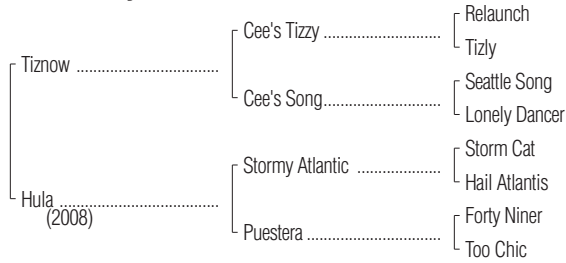 Relaunch
Cee's Tizzy ........................
Tizly
Tiznow .............................
Seattle Song
Cee's Song........................
Lonely Dancer
Storm Cat
Stormy Atlantic .................
Hail Atlantis
Hula .................................
(2008)
Forty Niner
Puestera ...........................
Too Chic